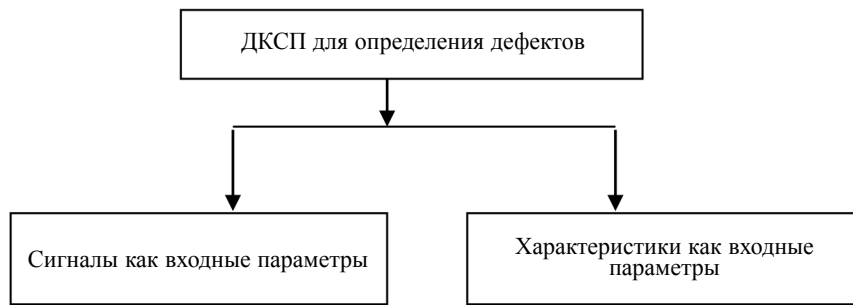 ДКСП для определения дефектов
Сигналы как входные параметры
Характеристики как входные
параметры